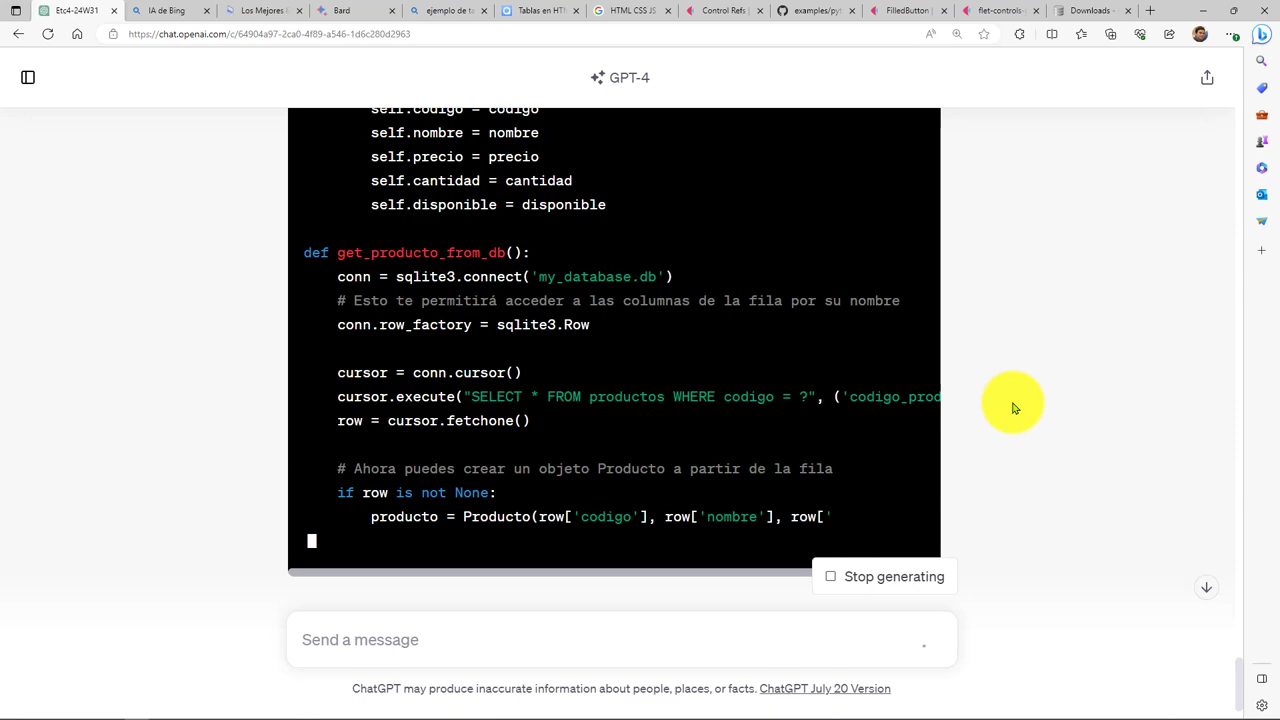 Etc4-24W31
IA de Bing
Los Mejores
Bard
ejemplo de ta
Tablas en HTM
HTML CSS JS
Control Refs |
examples/pyt
FilledButton |
flet-controls-
Downloads -
https://chat.openai.com/c/64904a97-2ca0-4f89-a546-1d6c280d2963
GPT-4
self.codigo = codigo
self.nombre = nombre
self.precio = precio
self.cantidad = cantidad
self.disponible = disponible
def get_producto_from_db():
conn = sqlite3.connect('my_database.db')
# Esto te permitirá acceder a las columnas de la fila por su nombre
conn.row_factory = sqlite3.Row
cursor = conn.cursor()
cursor.execute("SELECT * FROM productos WHERE codigo = ?", ('codigo_prod
row = cursor.fetchone()
# Ahora puedes crear un objeto Producto a partir de la fila
if row is not None:
producto = Producto(row['codigo'], row['nombre'], row['
Stop generating
Send a message
ChatGPT may produce inaccurate information about people, places, or facts. ChatGPT July 20 Version